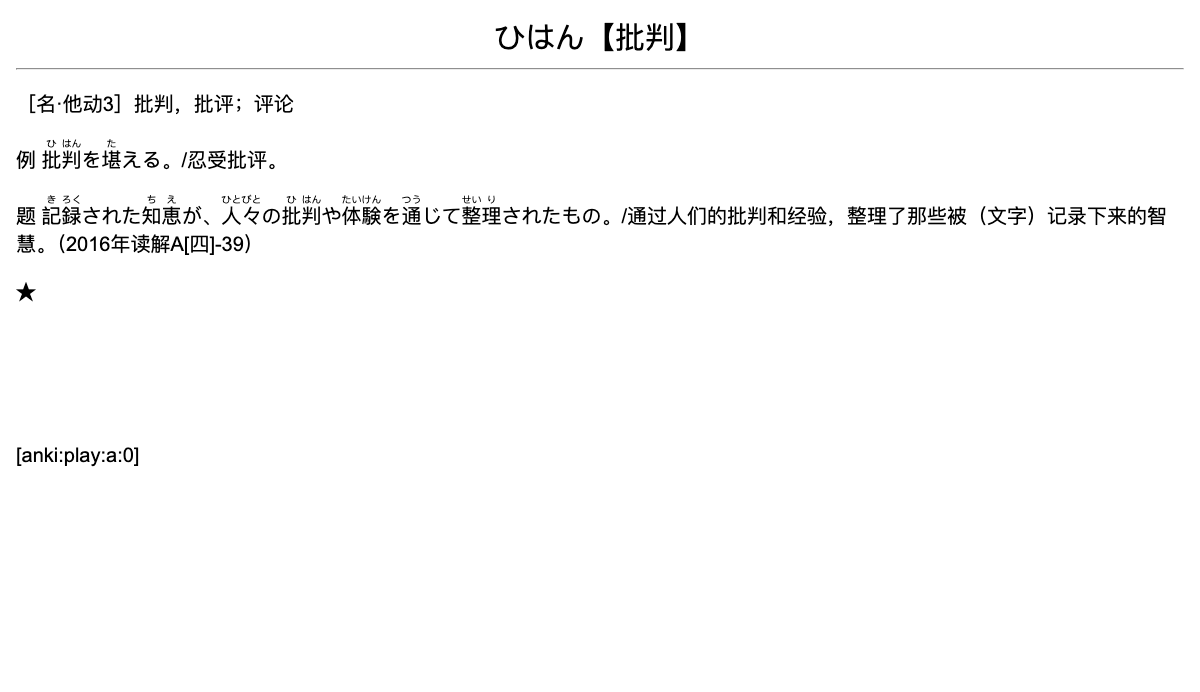 ひはん【批判】
［名·他动3］批判，批评；评论
ひ はん た
例 批判を堪える。/忍受批评。
き ろく ち え ひとびと ひ はん たいけん つう せい り
题 記録された知恵が、人々の批判や体験を通じて整理されたもの。/通过人们的批判和经验，整理了那些被（文字）记录下来的智
慧。（2016年读解A[四]-39）
★
[anki:play:a:0]